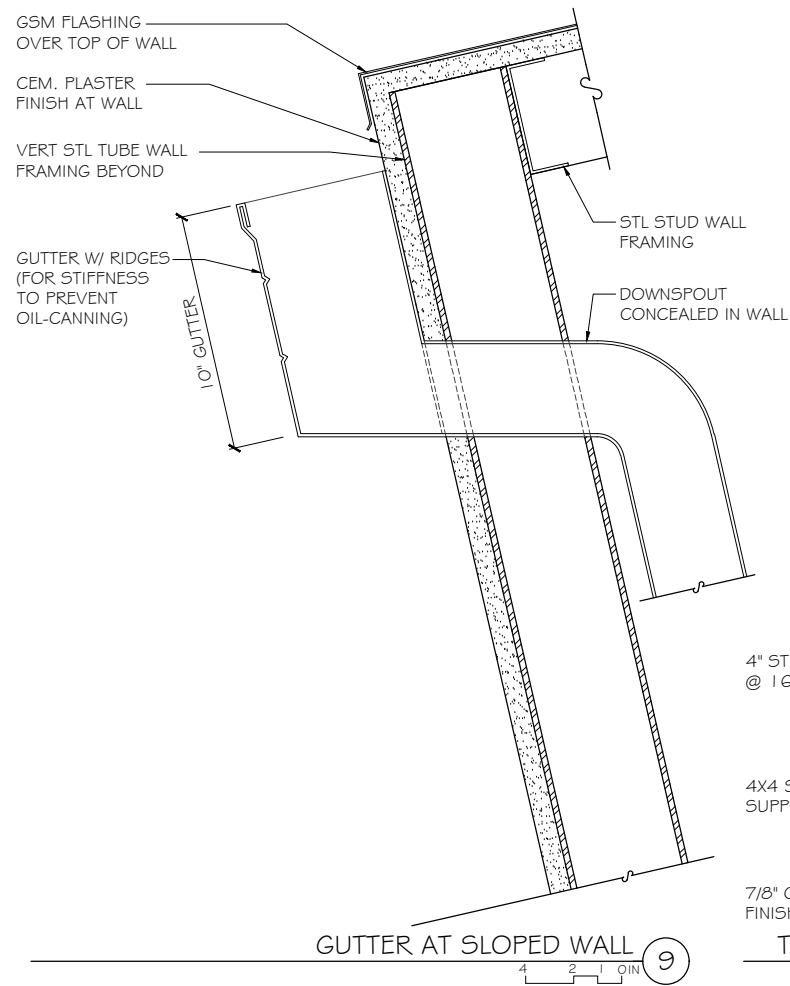 GSM FLASHING
OVER TOP OF WALL
CEM. PLASTER
FINISH AT WALL
VERT STL TUBE WALL
FRAMING BEYOND
GUTTER W/ RIDGES
(FOR STIFFNESS
TO PREVENT
OIL-CANNING)
10" GUTTER
STL STUD WALL
FRAMING
DOWNSPOUT
CONCEALED IN WALL
4" ST
@ 16
4X4 S
SUPP
7/8" C
FINISH
GUTTER AT SLOPED WALL
9
4 2 1 0IN
T